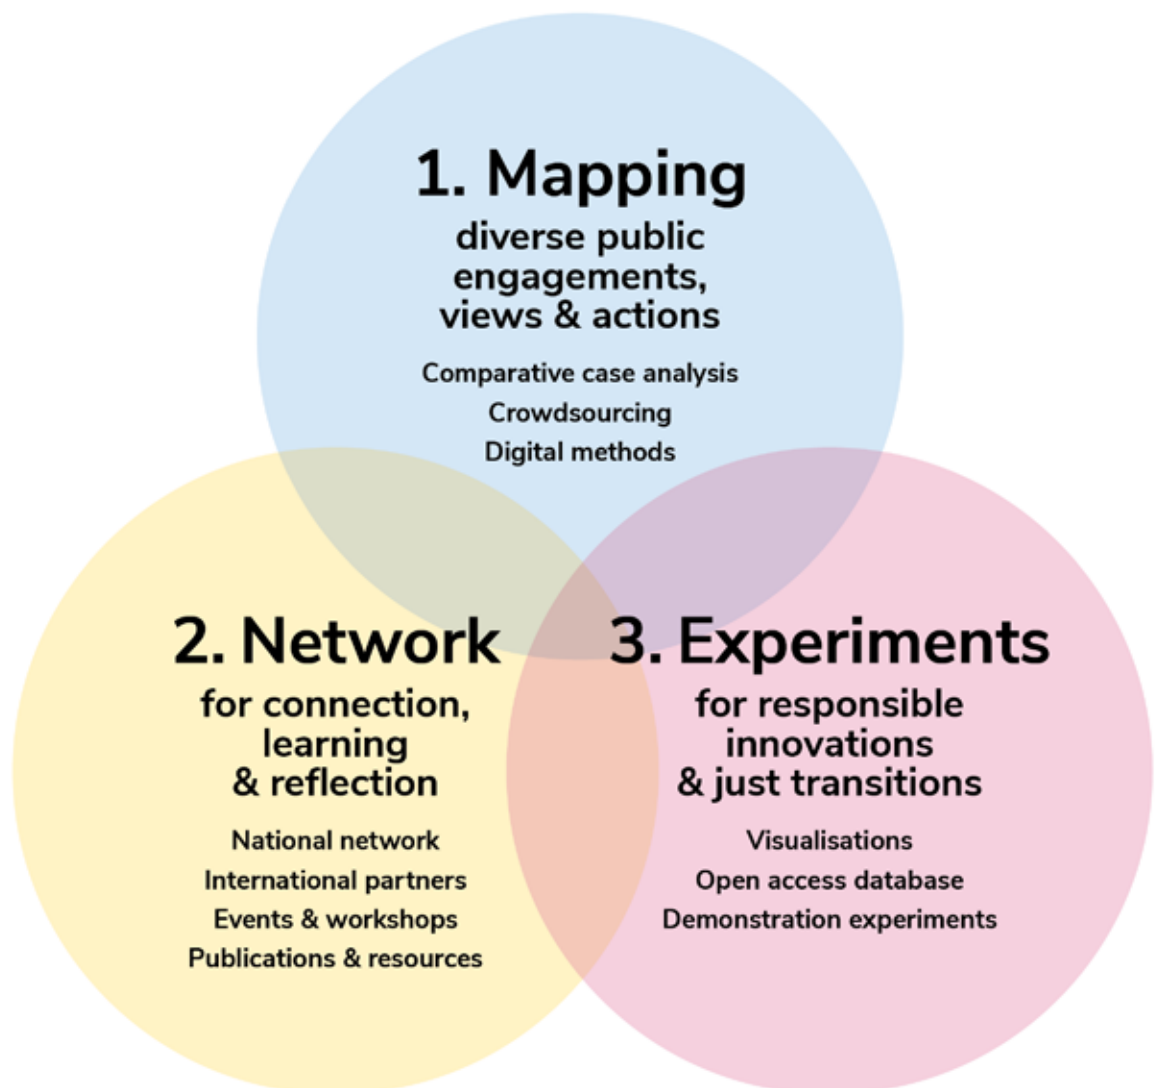 1. Mapping
diverse public
engagements,
views & actions
Comparative case analysis
Crowdsourcing
Digital methods
2. Network
for connection,
learning
& reflection
National network
International partners
Events & workshops
Publications & resources
3. Experiments
for responsible
innovations
& just transitions
Visualisations
Open access database
Demonstration experiments